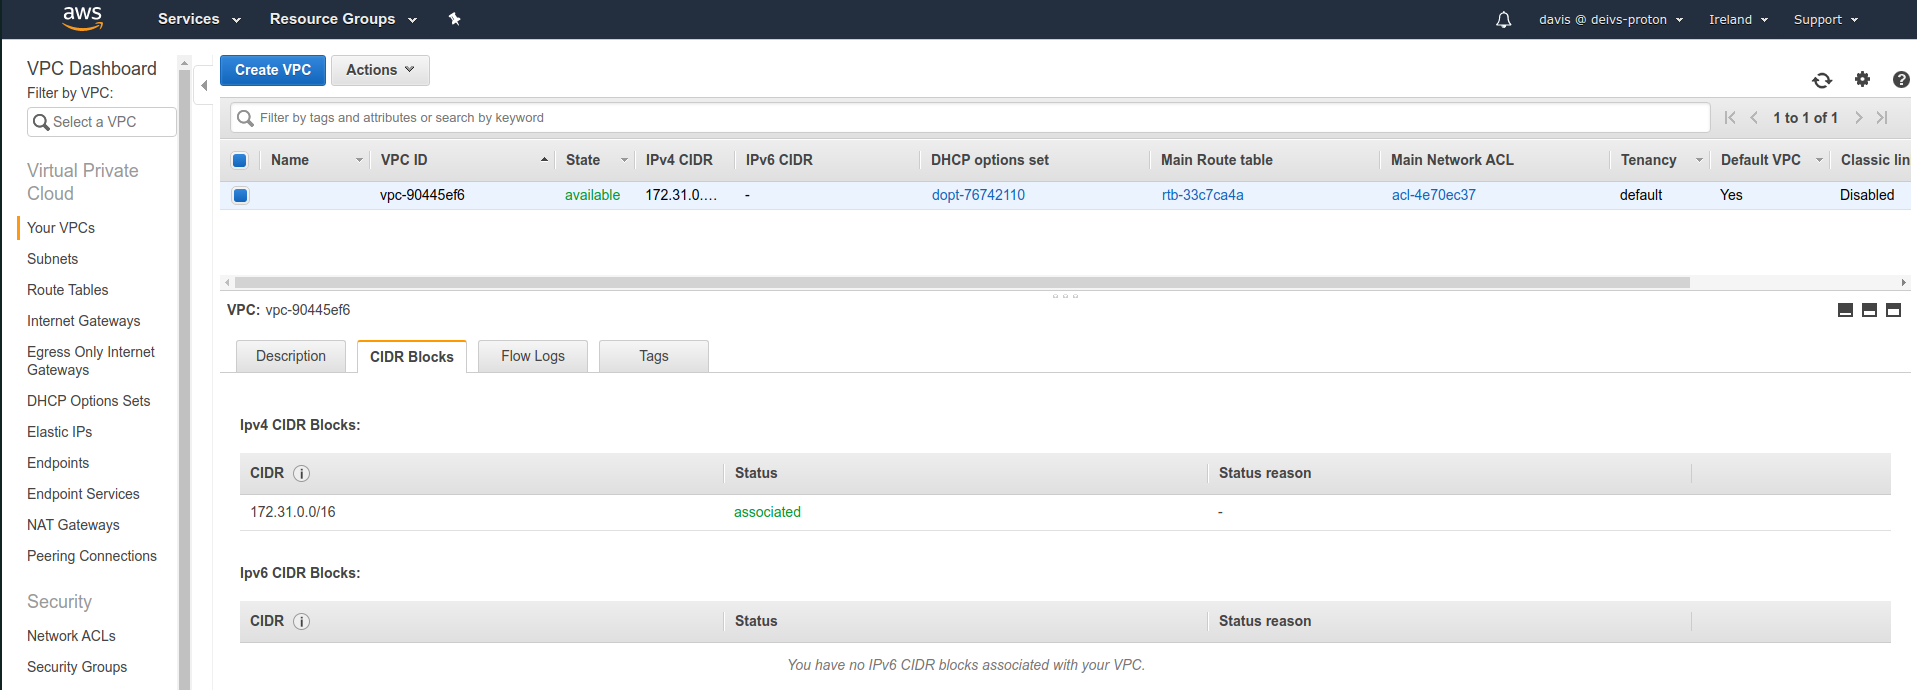 aws Services Resource Groups davis @ deivs-proton Ireland Support
VPC Dashboard
Filter by VPC:
Select a VPC
Virtual Private
Cloud
Your VPCs
Subnets
Route Tables
Internet Gateways
Egress Only Internet
Gateways
DHCP Options Sets
Elastic IPs
Endpoints
Endpoint Services
NAT Gateways
Peering Connections
Security
Network ACLs
Security Groups
Create VPC Actions
Filter by tags and attributes or search by keyword 1 to 1 of 1
Name VPC ID State IPv4 CIDR IPv6 CIDR DHCP options set Main Route table Main Network ACL Tenancy Default VPC Classic lin
vpc-90445ef6 available 172.31.0.... - dopt-76742110 rtb-33c7ca4a acl-4e70ec37 default Yes Disabled
VPC: vpc-90445ef6
Description CIDR Blocks Flow Logs Tags
Ipv4 CIDR Blocks:
CIDR i Status Status reason
172.31.0.0/16 associated -
Ipv6 CIDR Blocks:
CIDR i Status Status reason
You have no IPv6 CIDR blocks associated with your VPC.